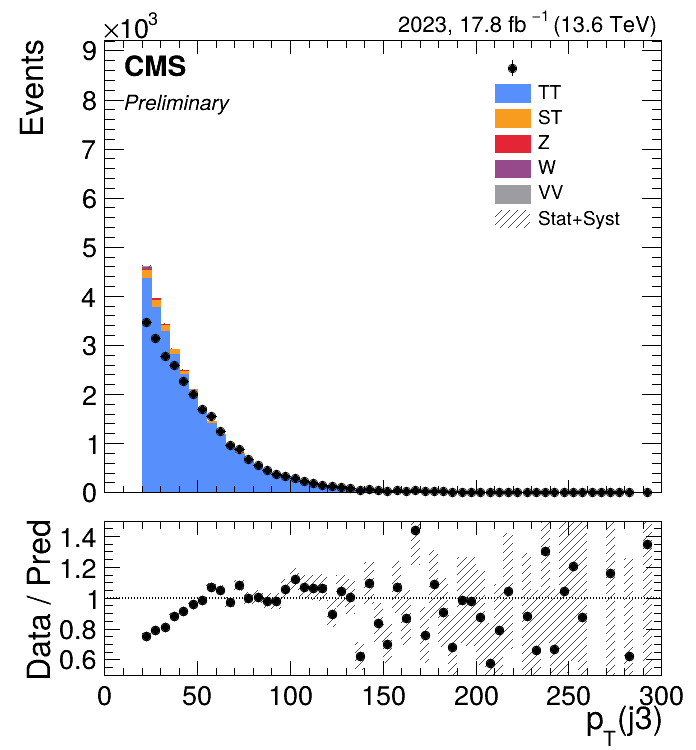 ×10³
2023, 17.8 fb⁻¹ (13.6 TeV)
Events
CMS
Preliminary
TT
ST
Z
W
VV
Stat+Syst
9
8
7
6
5
4
3
2
1
0
Data / Pred
1.4
1.2
1
0.8
0.6
0 50 100 150 200 250 300
p_T(j3)